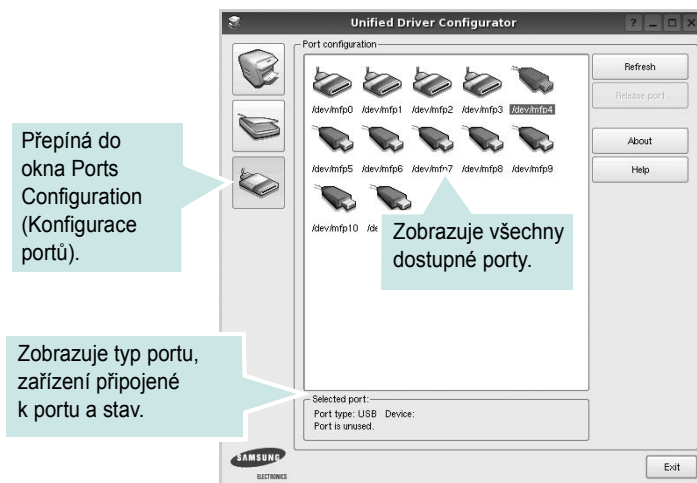 Unified Driver Configurator
Port configuration
/dev/mfp0 /dev/mfp1 /dev/mfp2 /dev/mfp3 /dev/mfp4
/dev/mfp5 /dev/mfp6 /dev/mfp7 /dev/mfp8 /dev/mfp9
/dev/mfp10
Refresh
Release port
About
Help
Přepíná do
okna Ports
Configuration
(Konfigurace
portů).
Zobrazuje všechny
dostupné porty.
Zobrazuje typ portu,
zařízení připojené
k portu a stav.
Selected port:
Port type: USB Device:
Port is unused.
SAMSUNG
ELECTRONICS
Exit